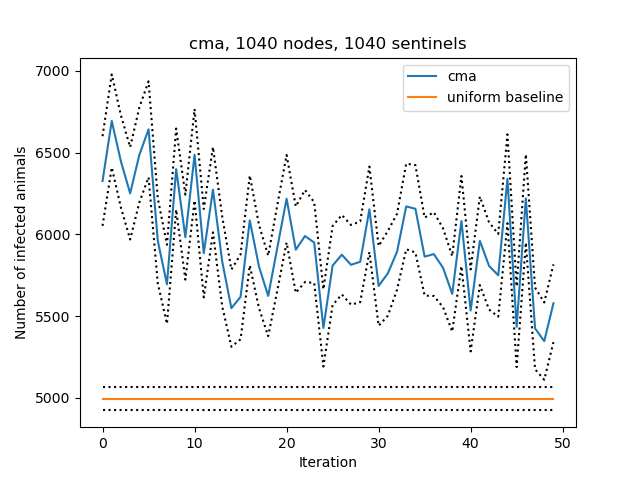 cma, 1040 nodes, 1040 sentinels
cma
uniform baseline
Number of infected animals
7000
6500
6000
5500
5000
0 10 20 30 40 50
Iteration